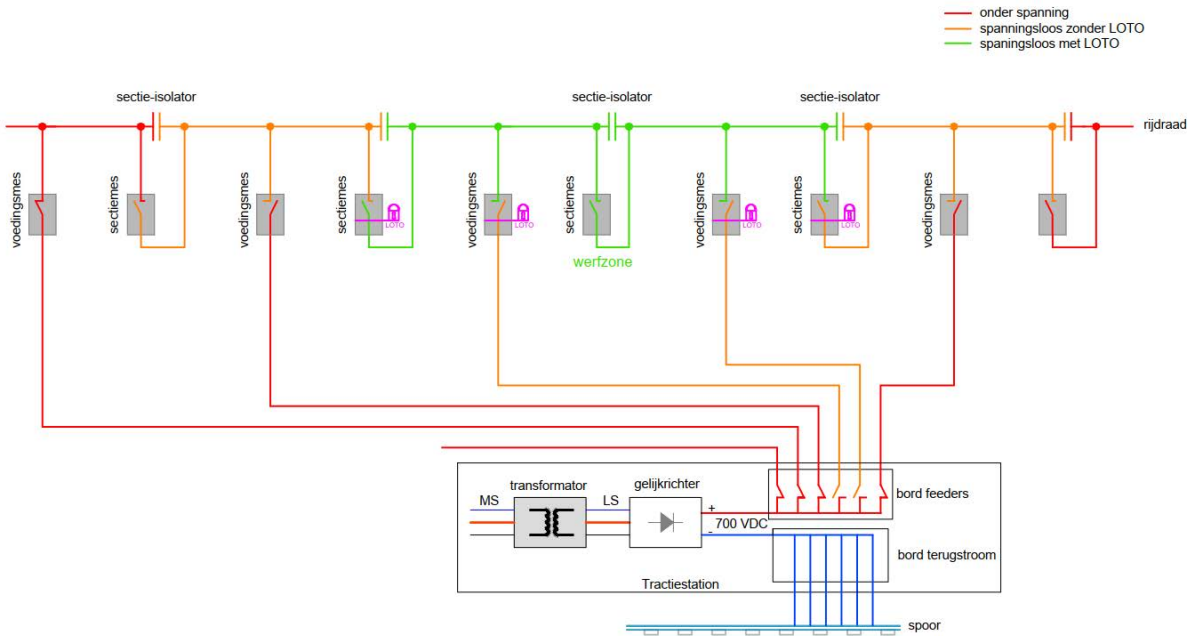 onder spanning
spanningsloos zonder LOTO
spaningsloos met LOTO
sectie-isolator
sectie-isolator
sectie-isolator
rijdraad
voedingsmes
sectiemes
voedingsmes
sectiemes
LOTO
voedingsmes
LOTO
sectiemes
voedingsmes
LOTO
sectiemes
LOTO
voedingsmes
werfzone
transformator
gelijkrichter
bord feeders
MS
LS
+
700 VDC
-
bord terugstroom
Tractiestation
spoor